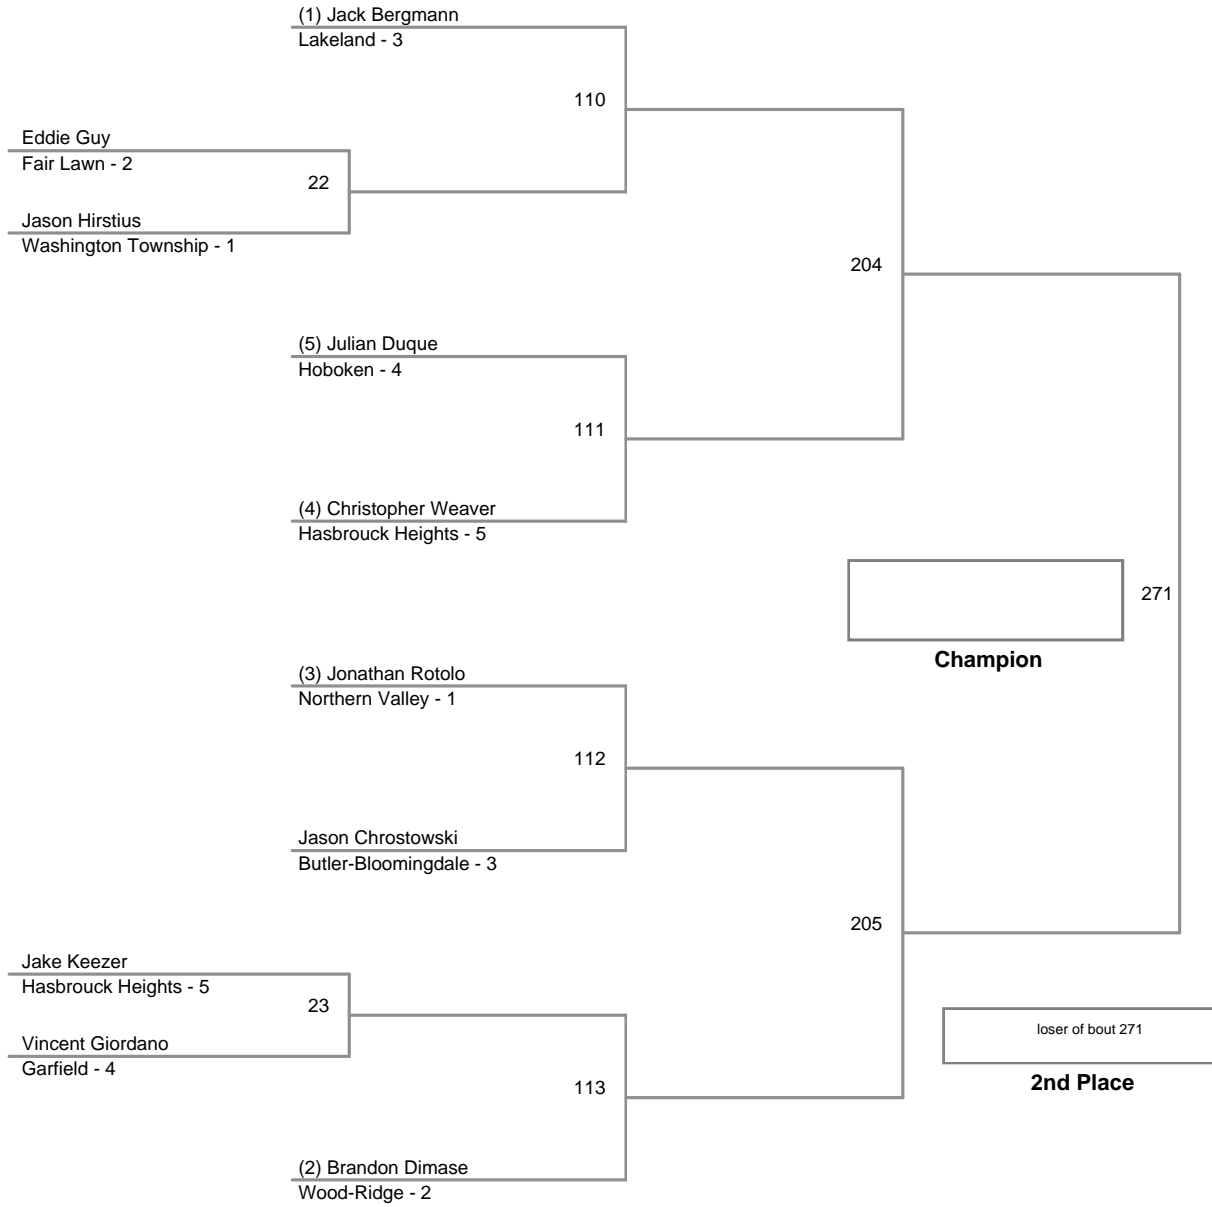 (1) Jack Bergmann
Lakeland - 3
110
Eddie Guy
Fair Lawn - 2
22
Jason Hirstius
Washington Township - 1
204
(5) Julian Duque
Hoboken - 4
111
(4) Christopher Weaver
Hasbrouck Heights - 5
271
Champion
(3) Jonathan Rotolo
Northern Valley - 1
112
Jason Chrostowski
Butler-Bloomingdale - 3
205
Jake Keezer
Hasbrouck Heights - 5
23
Vincent Giordano
Garfield - 4
loser of bout 271
2nd Place
113
(2) Brandon Dimase
Wood-Ridge - 2